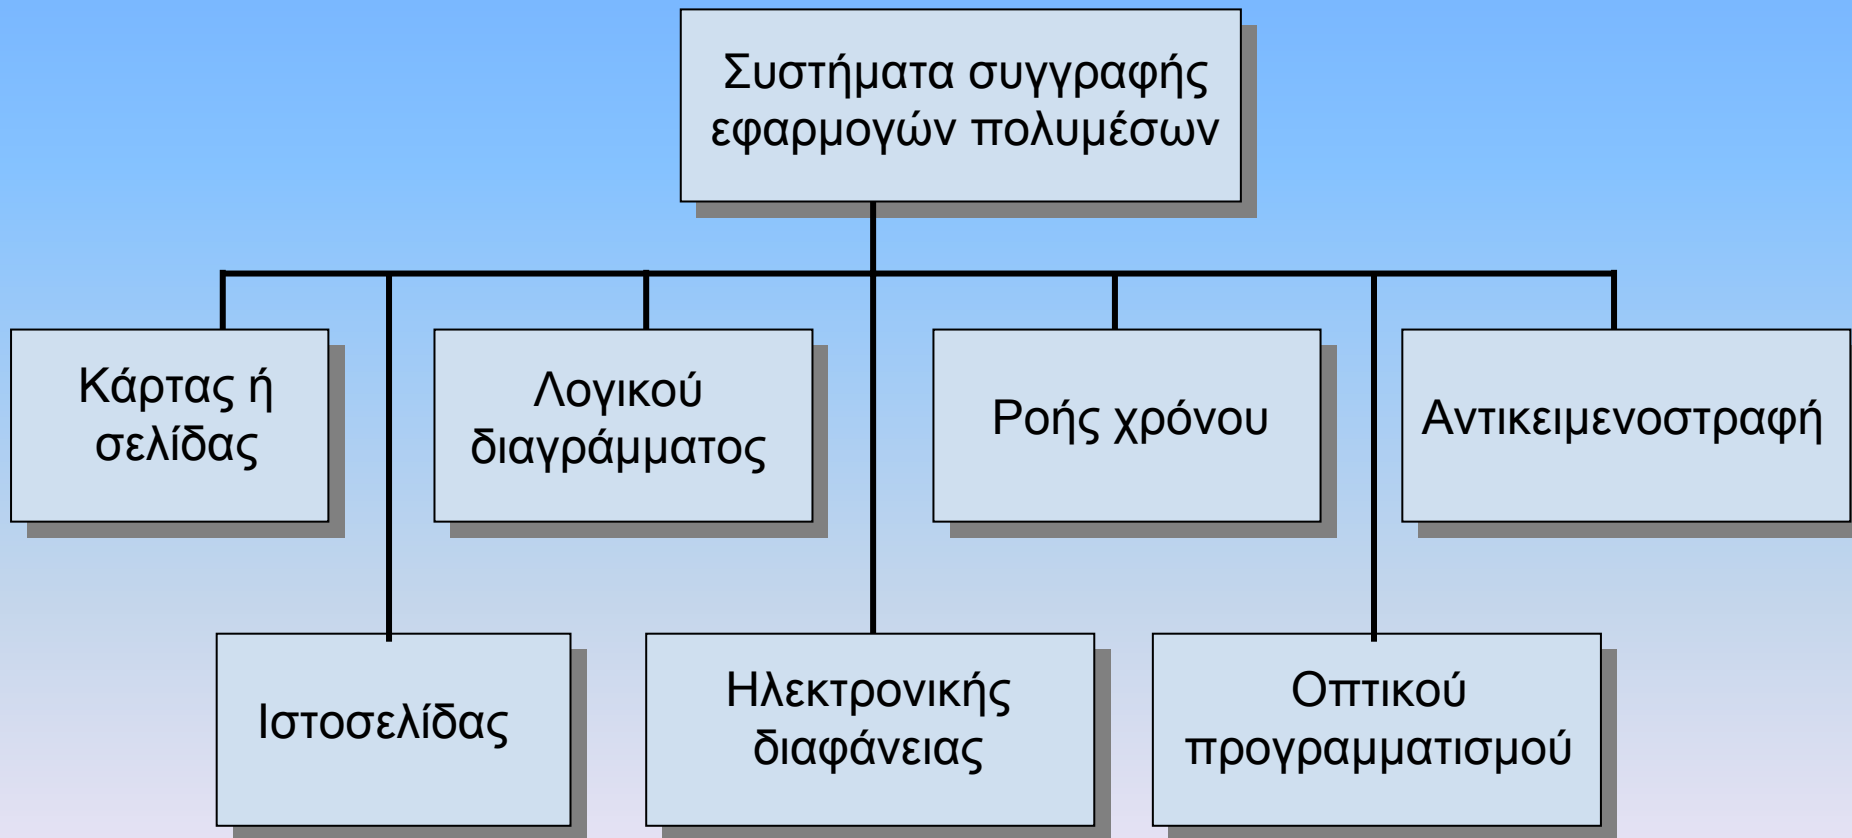 Συστήματα συγγραφής
εφαρμογών πολυμέσων
Κάρτας ή
σελίδας
Λογικού
διαγράμματος
Ροής χρόνου
Αντικειμενοστραφή
Ιστοσελίδας
Ηλεκτρονικής
διαφάνειας
Οπτικού
προγραμματισμού